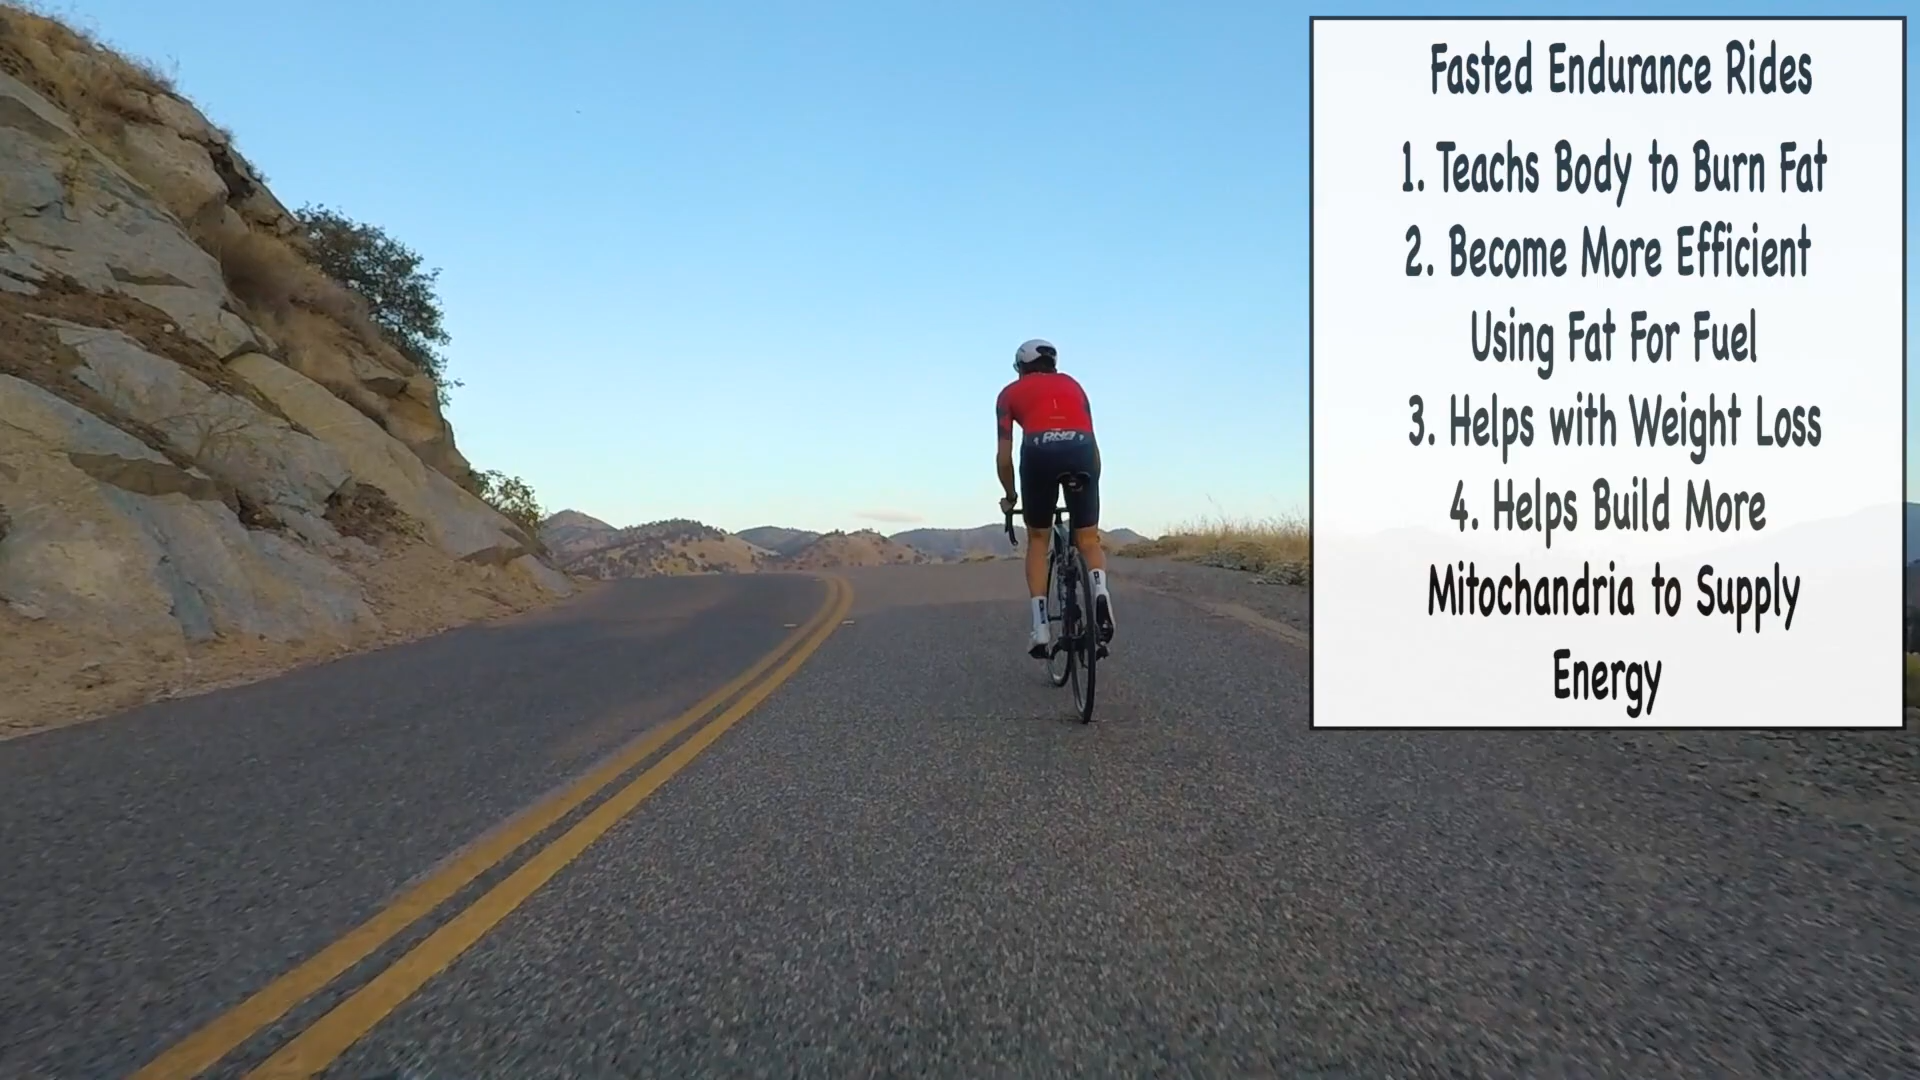 Fasted Endurance Rides
1. Teachs Body to Burn Fat
2. Become More Efficient
Using Fat For Fuel
3. Helps with Weight Loss
4. Helps Build More
Mitochandria to Supply
Energy
DNA